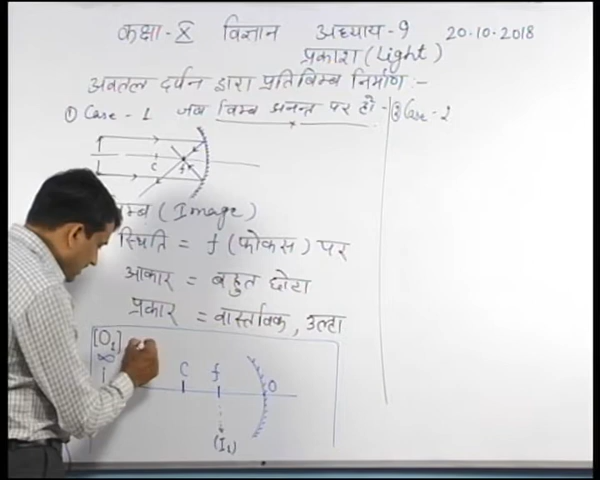 कक्षा-X विज्ञान अध्याय-9 20.10.2018
प्रकाश (Light)
अवतल दर्पन द्वारा प्रतिबिम्ब निर्माण :-
① Case - 1 जब बिम्ब अनन्त पर हो -
② Case - 2
C f
म्ब (Image)
स्थिति = f (फोकस) पर
आकार = बहुत छोटा
प्रकार = वास्तविक, उल्टा
[O₁]
∞
C f O
(I₁)